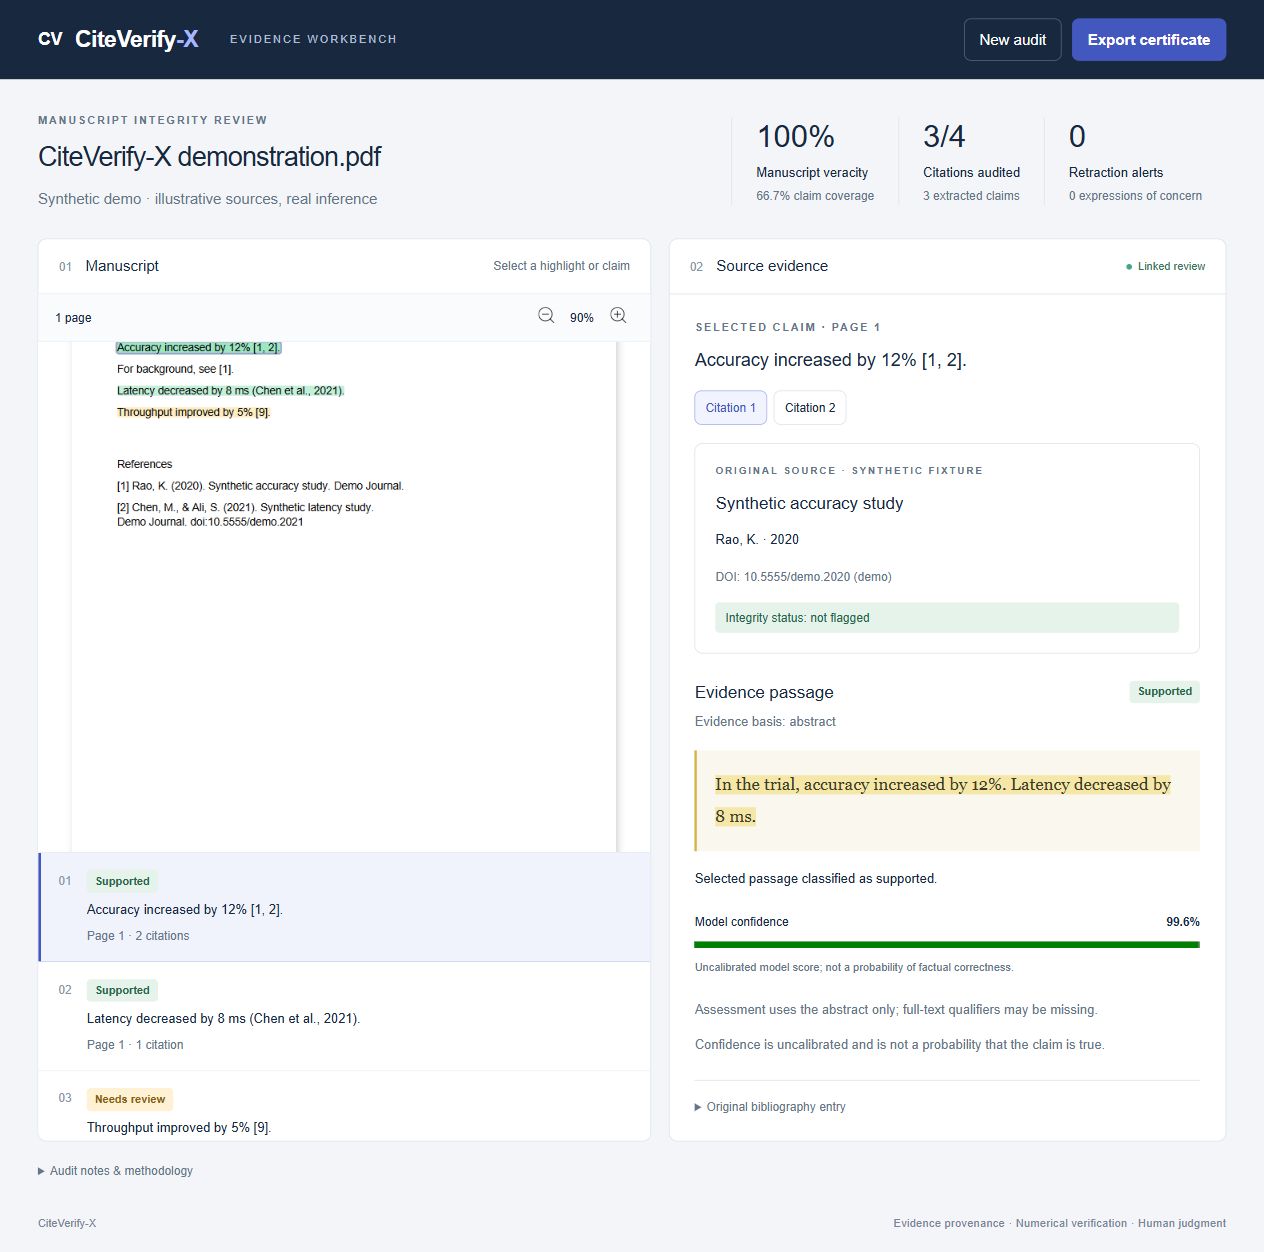 CV CiteVerify-X EVIDENCE WORKBENCH
New audit
Export certificate
MANUSCRIPT INTEGRITY REVIEW
CiteVerify-X demonstration.pdf
Synthetic demo · illustrative sources, real inference
100%
Manuscript veracity
66.7% claim coverage
3/4
Citations audited
3 extracted claims
0
Retraction alerts
0 expressions of concern
01 Manuscript
Select a highlight or claim
1 page
90%
Accuracy increased by 12% [1, 2].
For background, see [1].
Latency decreased by 8 ms (Chen et al., 2021).
Throughput improved by 5% [9].
References
[1] Rao, K. (2020). Synthetic accuracy study. Demo Journal.
[2] Chen, M., & Ali, S. (2021). Synthetic latency study.
Demo Journal. doi:10.5555/demo.2021
01 Supported
Accuracy increased by 12% [1, 2].
Page 1 · 2 citations
02 Supported
Latency decreased by 8 ms (Chen et al., 2021).
Page 1 · 1 citation
03 Needs review
Throughput improved by 5% [9].
02 Source evidence
Linked review
SELECTED CLAIM · PAGE 1
Accuracy increased by 12% [1, 2].
Citation 1
Citation 2
ORIGINAL SOURCE · SYNTHETIC FIXTURE
Synthetic accuracy study
Rao, K. · 2020
DOI: 10.5555/demo.2020 (demo)
Integrity status: not flagged
Evidence passage
Supported
Evidence basis: abstract
In the trial, accuracy increased by 12%. Latency decreased by
8 ms.
Selected passage classified as supported.
Model confidence
99.6%
Uncalibrated model score; not a probability of factual correctness.
Assessment uses the abstract only; full-text qualifiers may be missing.
Confidence is uncalibrated and is not a probability that the claim is true.
Original bibliography entry
Audit notes & methodology
CiteVerify-X
Evidence provenance · Numerical verification · Human judgment